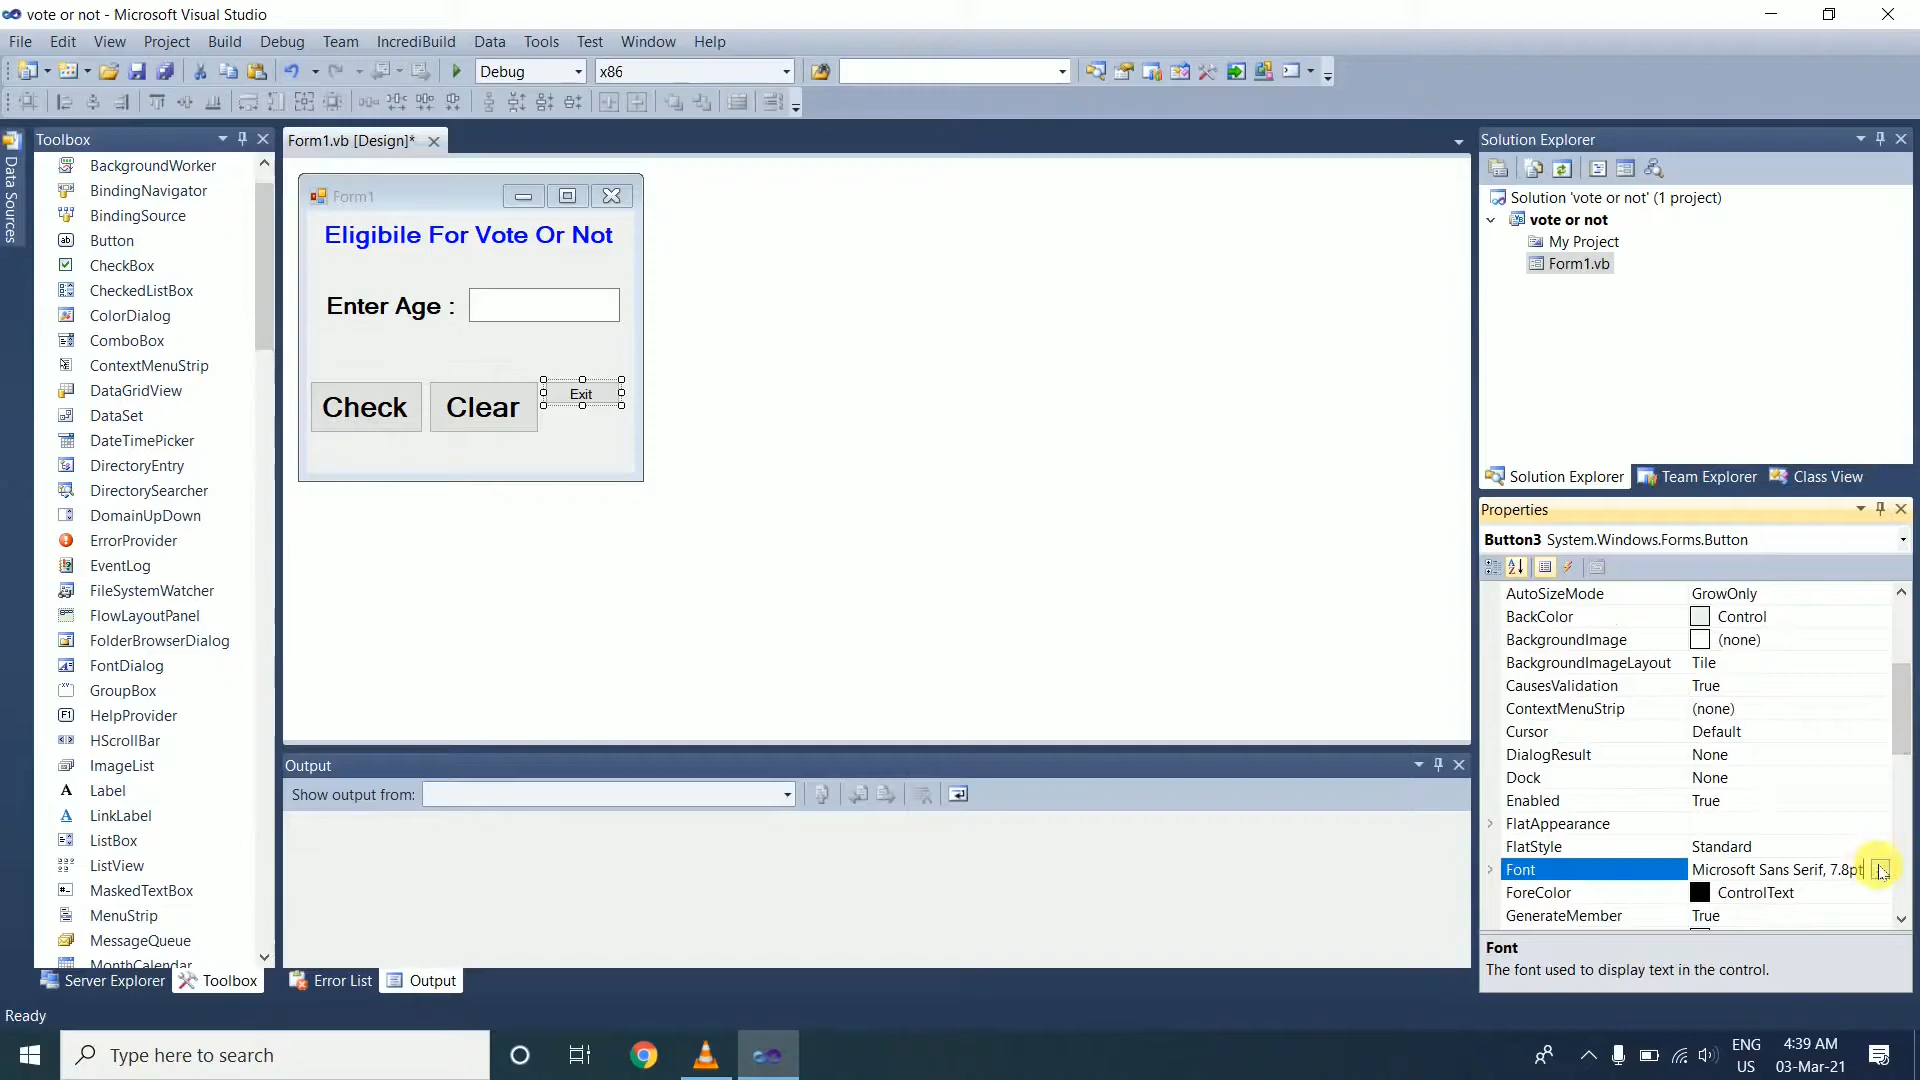 vote or not - Microsoft Visual Studio
File Edit View Project Build Debug Team IncrediBuild Data Tools Test Window Help
Debug x86
Data Sources
Toolbox
BackgroundWorker
BindingNavigator
BindingSource
Button
CheckBox
CheckedListBox
ColorDialog
ComboBox
ContextMenuStrip
DataGridView
DataSet
DateTimePicker
DirectoryEntry
DirectorySearcher
DomainUpDown
ErrorProvider
EventLog
FileSystemWatcher
FlowLayoutPanel
FolderBrowserDialog
FontDialog
GroupBox
HelpProvider
HScrollBar
ImageList
Label
LinkLabel
ListBox
ListView
MaskedTextBox
MenuStrip
MessageQueue
MonthCalendar
Server Explorer Toolbox
Form1.vb [Design]*
Form1
Eligibile For Vote Or Not
Enter Age :
Check Clear Exit
Output
Show output from:
Error List Output
Solution Explorer
Solution 'vote or not' (1 project)
vote or not
My Project
Form1.vb
Solution Explorer Team Explorer Class View
Properties
Button3 System.Windows.Forms.Button
AutoSizeMode GrowOnly
BackColor Control
BackgroundImage (none)
BackgroundImageLayout Tile
CausesValidation True
ContextMenuStrip (none)
Cursor Default
DialogResult None
Dock None
Enabled True
FlatAppearance
FlatStyle Standard
Font Microsoft Sans Serif, 7.8pt
ForeColor ControlText
GenerateMember True
Font
The font used to display text in the control.
Ready
Type here to search
ENG
US
4:39 AM
03-Mar-21